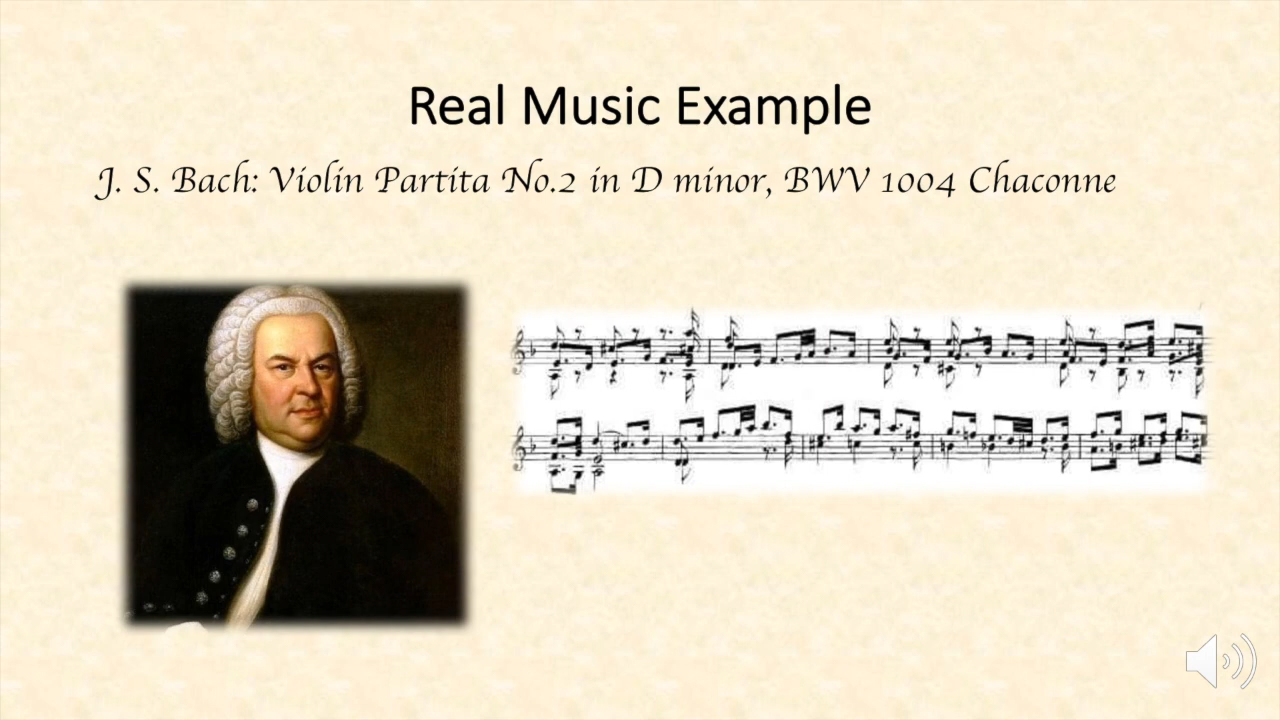 Real Music Example
J. S. Bach: Violin Partita No.2 in D minor, BWV 1004 Chaconne